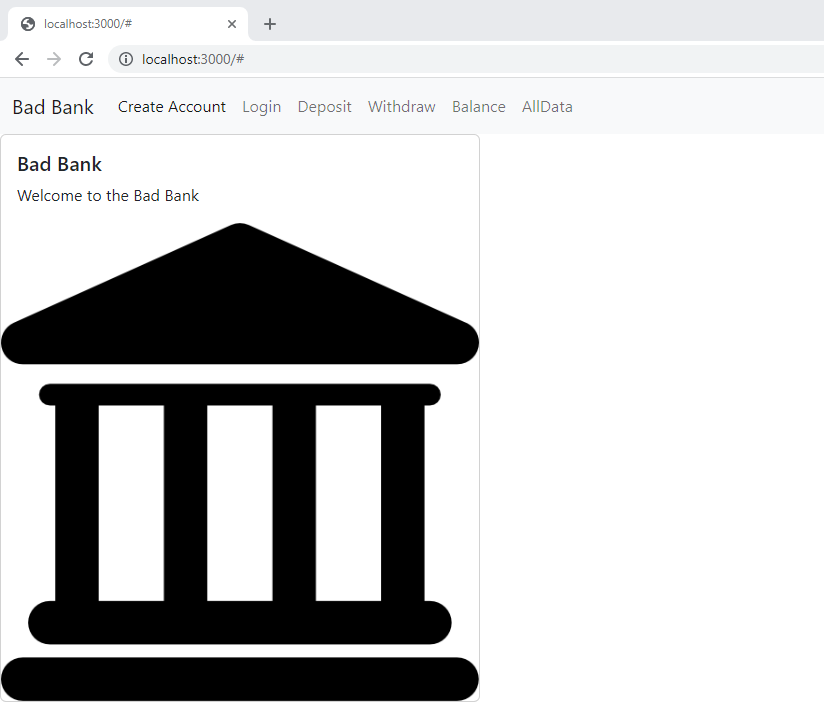 localhost:3000/#
localhost:3000/#
Bad Bank Create Account Login Deposit Withdraw Balance AllData
Bad Bank
Welcome to the Bad Bank